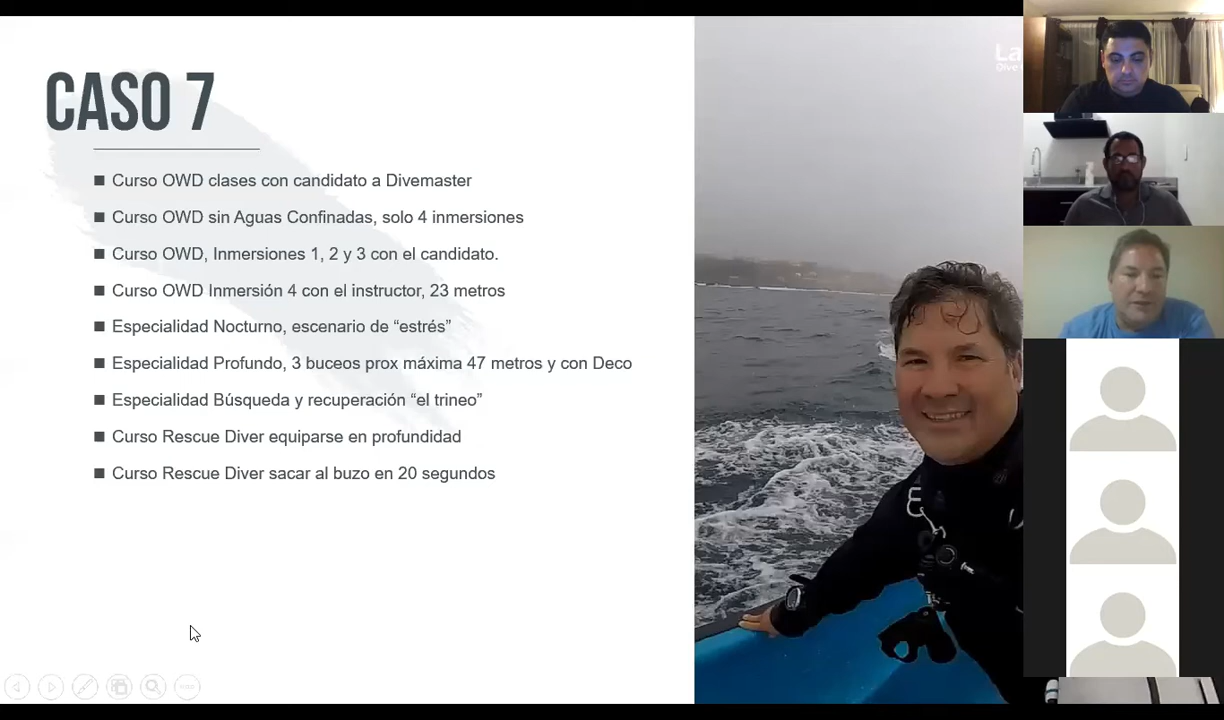 CASO 7
Curso OWD clases con candidato a Divemaster
Curso OWD sin Aguas Confinadas, solo 4 inmersiones
Curso OWD, Inmersiones 1, 2 y 3 con el candidato.
Curso OWD Inmersión 4 con el instructor, 23 metros
Especialidad Nocturno, escenario de “estrés”
Especialidad Profundo, 3 buceos prox máxima 47 metros y con Deco
Especialidad Búsqueda y recuperación “el trineo”
Curso Rescue Diver equiparse en profundidad
Curso Rescue Diver sacar al buzo en 20 segundos
La
Dive